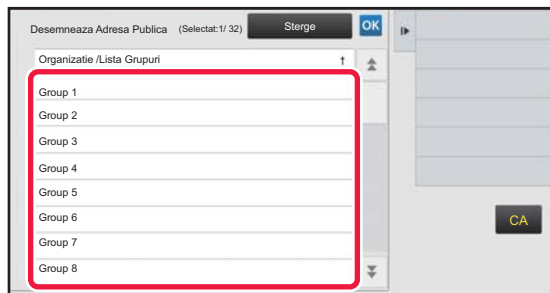 Desemneaza Adresa Publica (Selectat:1/ 32) Sterge OK
Organizatie /Lista Grupuri
Group 1
Group 2
Group 3
Group 4
Group 5
Group 6
Group 7
Group 8
CA